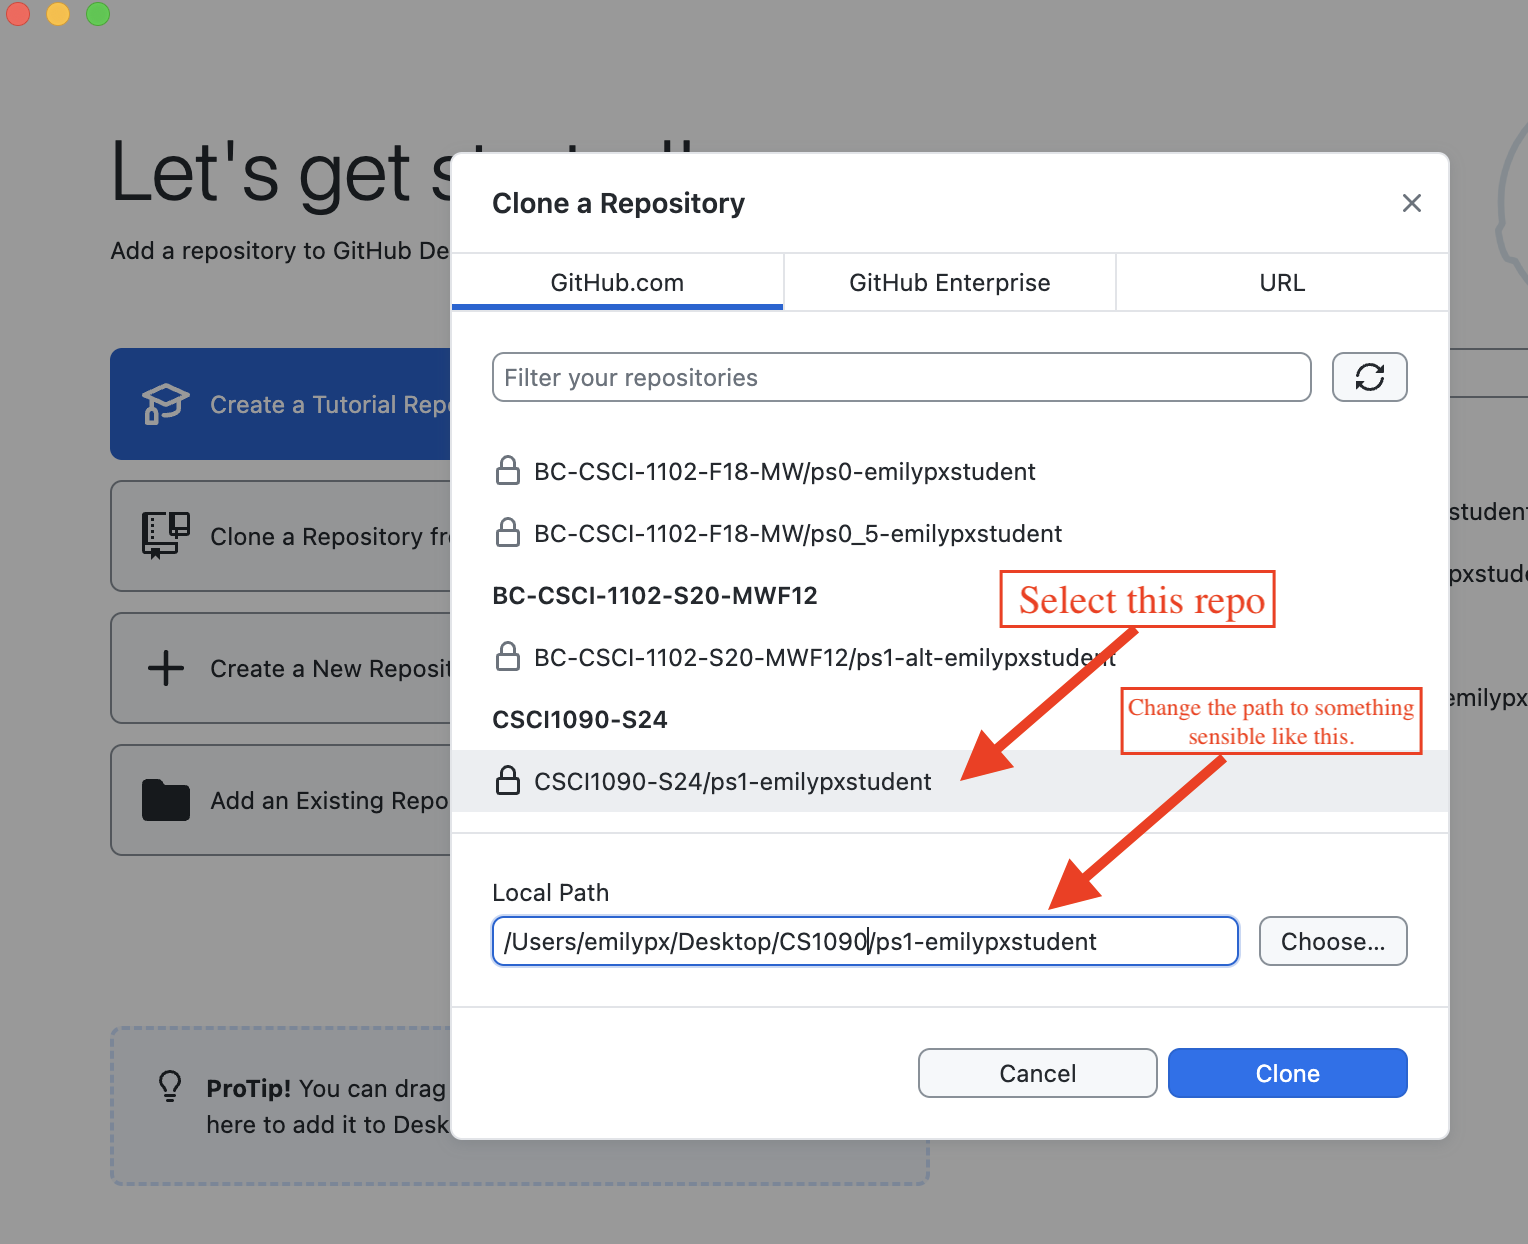 Let's get started!
Add a repository to GitHub De
Create a Tutorial Repo
Clone a Repository fr
Create a New Reposit
Add an Existing Repo
ProTip! You can drag
here to add it to Desk
Clone a Repository
GitHub.com
GitHub Enterprise
URL
Filter your repositories
BC-CSCI-1102-F18-MW/ps0-emilypxstudent
BC-CSCI-1102-F18-MW/ps0_5-emilypxstudent
BC-CSCI-1102-S20-MWF12
Select this repo
BC-CSCI-1102-S20-MWF12/ps1-alt-emilypxstudent
CSCI1090-S24
Change the path to something
sensible like this.
CSCI1090-S24/ps1-emilypxstudent
Local Path
/Users/emilypx/Desktop/CS1090/ps1-emilypxstudent
Choose...
Cancel
Clone
student
pxstude
emilypx